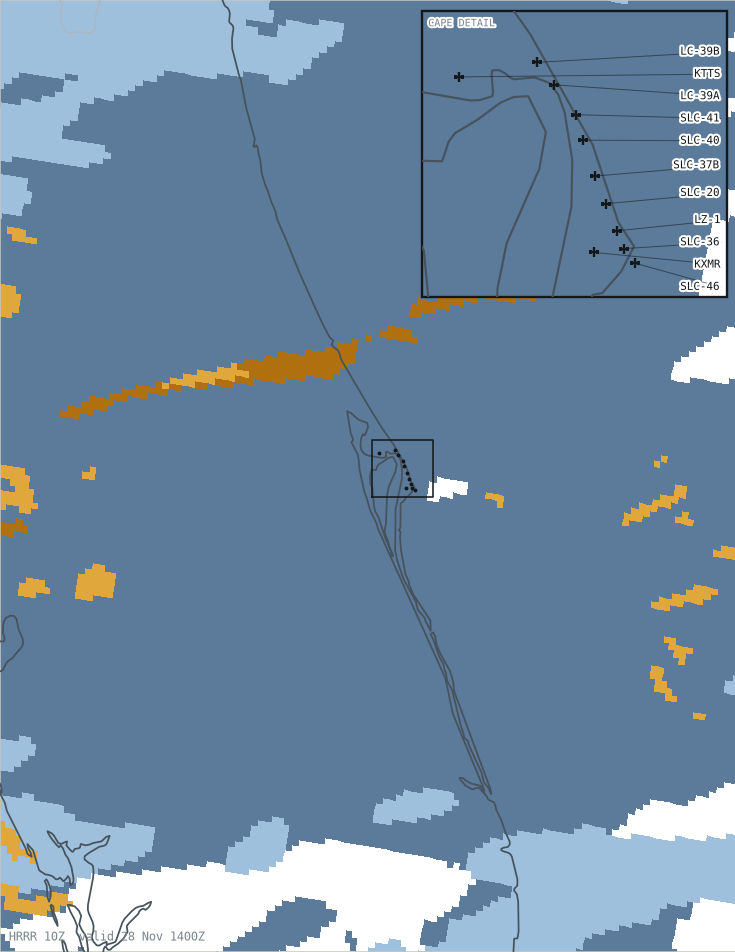 CAPE DETAIL
LC-39B
KTTS
LC-39A
SLC-41
SLC-40
SLC-37B
SLC-20
LZ-1
SLC-36
KXMR
SLC-46
HRRR 10Z, valid 28 Nov 1400Z